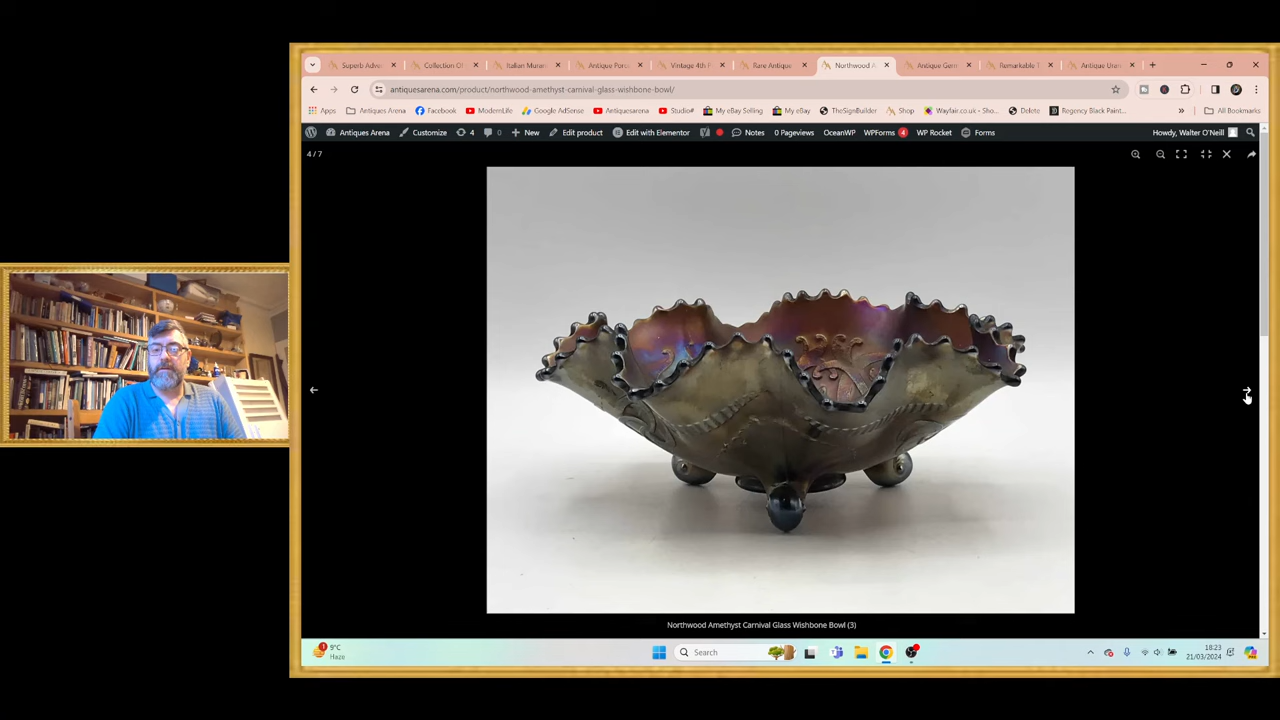 Superb Adve
Collection O
Italian Muran
Antique Porc
Vintage 4th P
Rare Antique
Northwood A
Antique Gem
Remarkable T
Antique Uran
antiquesarena.com/product/northwood-amethyst-carnival-glass-wishbone-bowl/
Apps
Antiques Arena
Facebook
ModernLife
Google AdSense
Antiquesarena
Studio#
My eBay Selling
My eBay
TheSignBuilder
Shop
Wayfair.co.uk - Sho...
Delete
Regency Black Paint...
All Bookmarks
Antiques Arena
Customize
4
0
New
Edit product
Edit with Elementor
Notes
0 Pageviews
OceanWP
WPForms 4
WP Rocket
Forms
Howdy, Walter O'Neill
4 / 7
Northwood Amethyst Carnival Glass Wishbone Bowl (3)
1
9°C
Haze
Search
18:23
21/03/2024